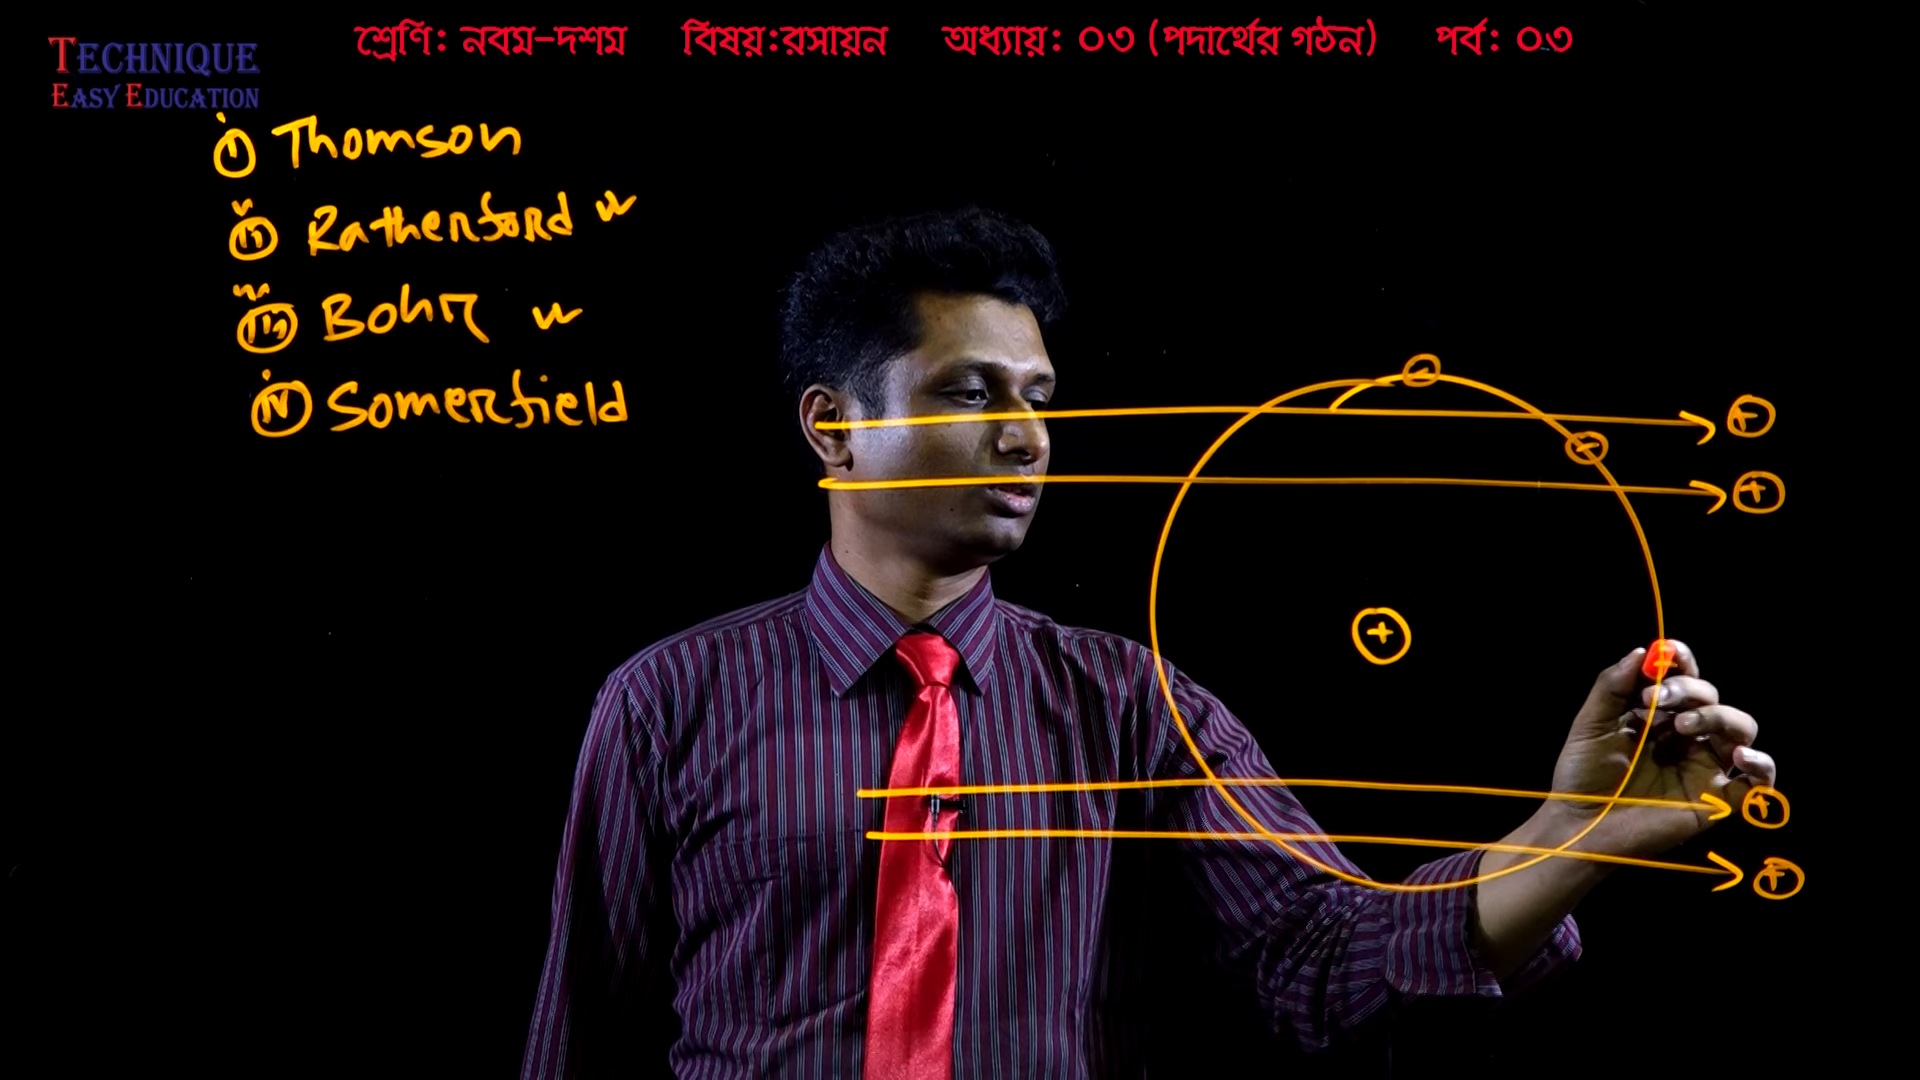 শ্রেণি: নবম-দশম বিষয়:রসায়ন অধ্যায়: ০৩ (পদার্থের গঠন) পর্ব: ০৩
TECHNIQUE
EASY EDUCATION
i Thomson
ii Ratherford
iii Bohr
iv Somerfield
+
+
+
+
+